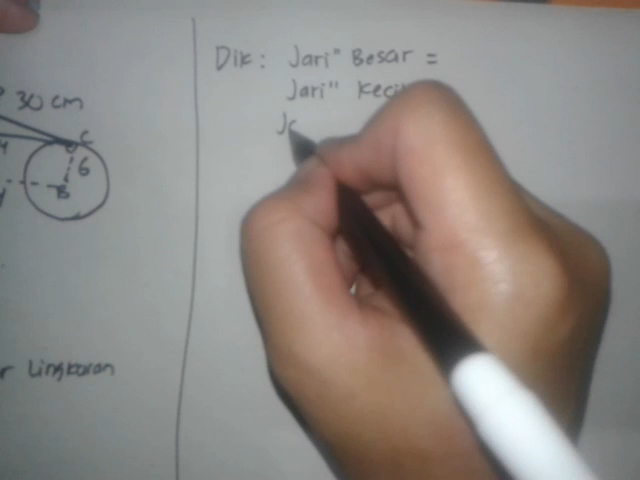 30 cm
C
6
B
r Lingkaran
Dik : Jari" Besar =
Jari" Kecil